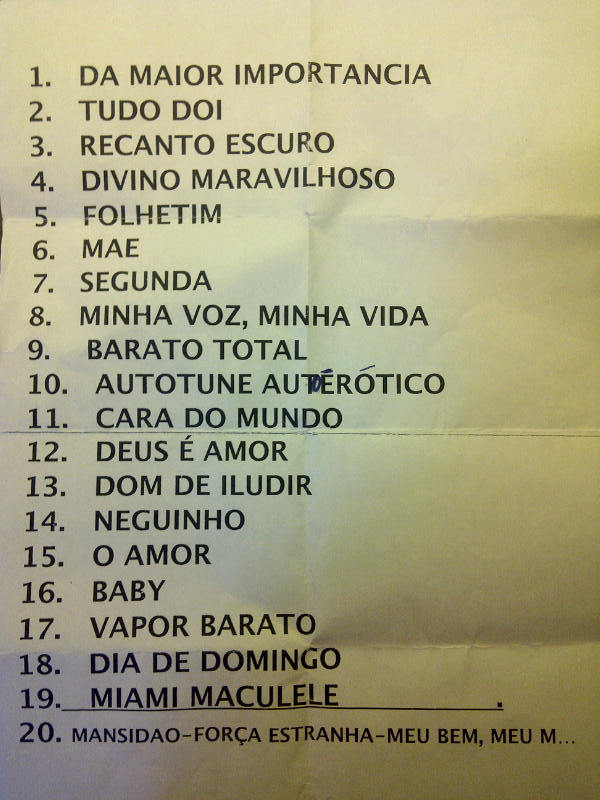 1. DA MAIOR IMPORTANCIA
2. TUDO DOI
3. RECANTO ESCURO
4. DIVINO MARAVILHOSO
5. FOLHETIM
6. MAE
7. SEGUNDA
8. MINHA VOZ, MINHA VIDA
9. BARATO TOTAL
10. AUTOTUNE AUTOÉRÓTICO
11. CARA DO MUNDO
12. DEUS É AMOR
13. DOM DE ILUDIR
14. NEGUINHO
15. O AMOR
16. BABY
17. VAPOR BARATO
18. DIA DE DOMINGO
19. MIAMI MACULELE .
20. MANSIDAO-FORÇA ESTRANHA-MEU BEM, MEU M...